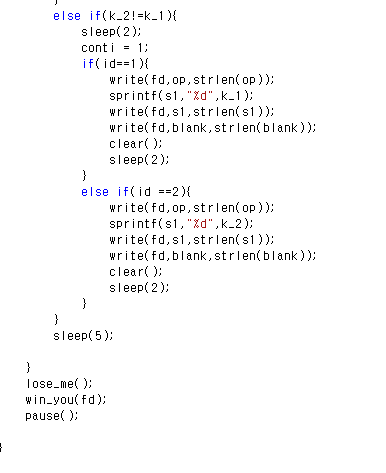 }
else if(k_2!=k_1){
sleep(2);
conti = 1;
if(id==1){
write(fd,op,strlen(op));
sprintf(s1,"%d",k_1);
write(fd,s1,strlen(s1));
write(fd,blank,strlen(blank));
clear();
sleep(2);
}
else if(id ==2){
write(fd,op,strlen(op));
sprintf(s1,"%d",k_2);
write(fd,s1,strlen(s1));
write(fd,blank,strlen(blank));
clear();
sleep(2);
}
}
sleep(5);
}
lose_me();
win_you(fd);
pause();
}